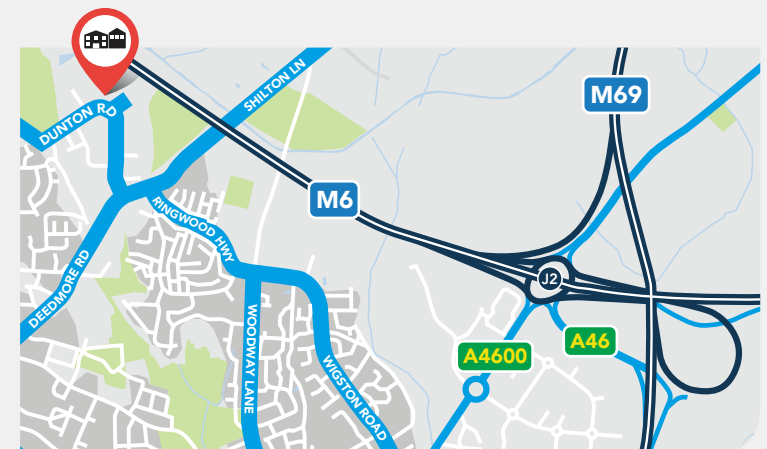 SHILTON LN
M69
DUNTON RD
M6
RINGWOOD HWY
DEEDMORE RD
J2
WOODWAY LANE
A46
A4600
WIGSTON ROAD